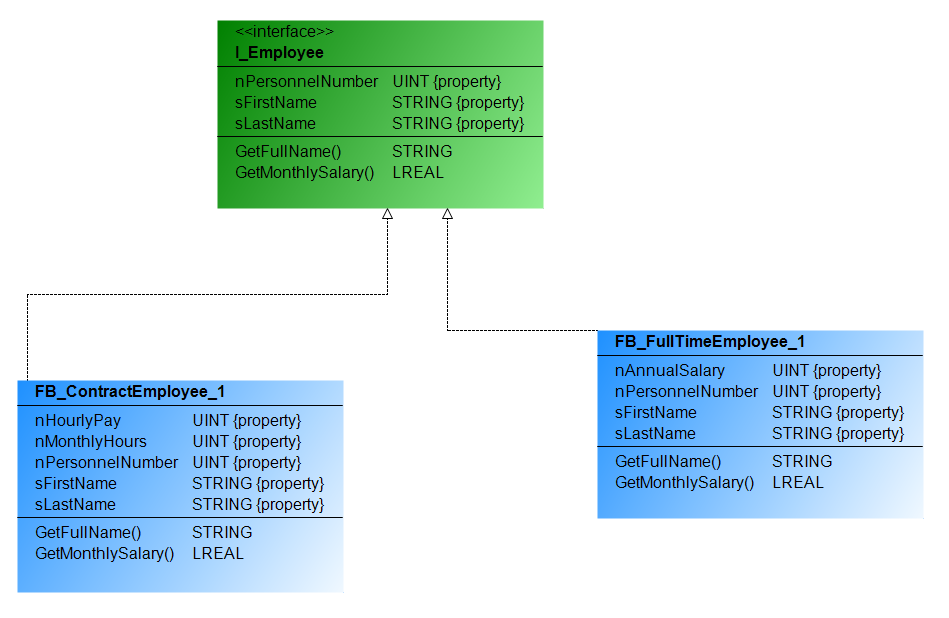 <<interface>>
I_Employee
nPersonnelNumber UINT {property}
sFirstName STRING {property}
sLastName STRING {property}
GetFullName() STRING
GetMonthlySalary() LREAL
FB_FullTimeEmployee_1
nAnnualSalary UINT {property}
nPersonnelNumber UINT {property}
sFirstName STRING {property}
sLastName STRING {property}
GetFullName() STRING
GetMonthlySalary() LREAL
FB_ContractEmployee_1
nHourlyPay UINT {property}
nMonthlyHours UINT {property}
nPersonnelNumber UINT {property}
sFirstName STRING {property}
sLastName STRING {property}
GetFullName() STRING
GetMonthlySalary() LREAL